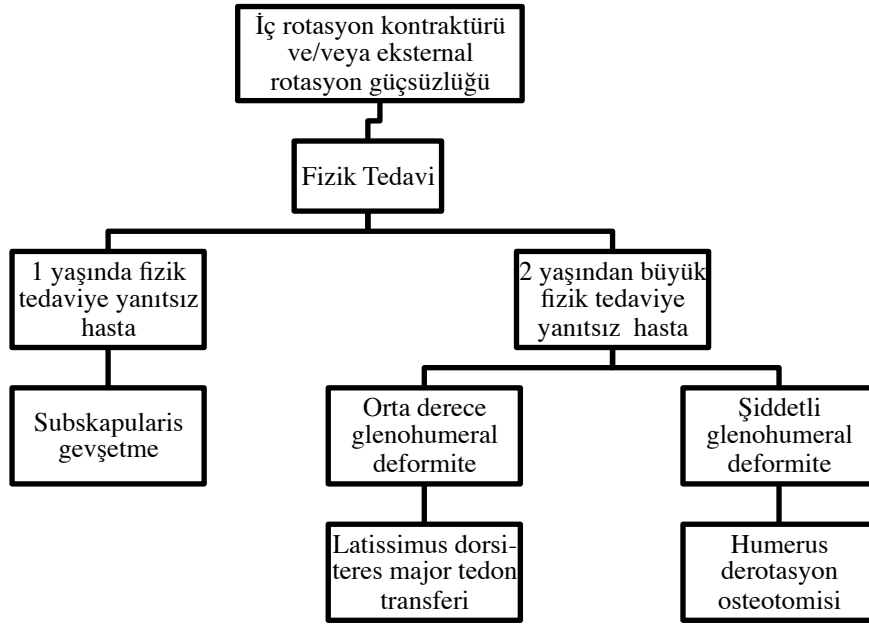 İç rotasyon kontraktürü
ve/veya eksternal
rotasyon güçsüzlüğü
Fizik Tedavi
1 yaşında fizik
tedaviye yanıtsız
hasta
2 yaşından büyük
fizik tedaviye
yanıtsız hasta
Subskapularis
gevşetme
Orta derece
glenohumeral
deformite
Şiddetli
glenohumeral
deformite
Latissimus dorsi-
teres major tedon
transferi
Humerus
derotasyon
osteotomisi